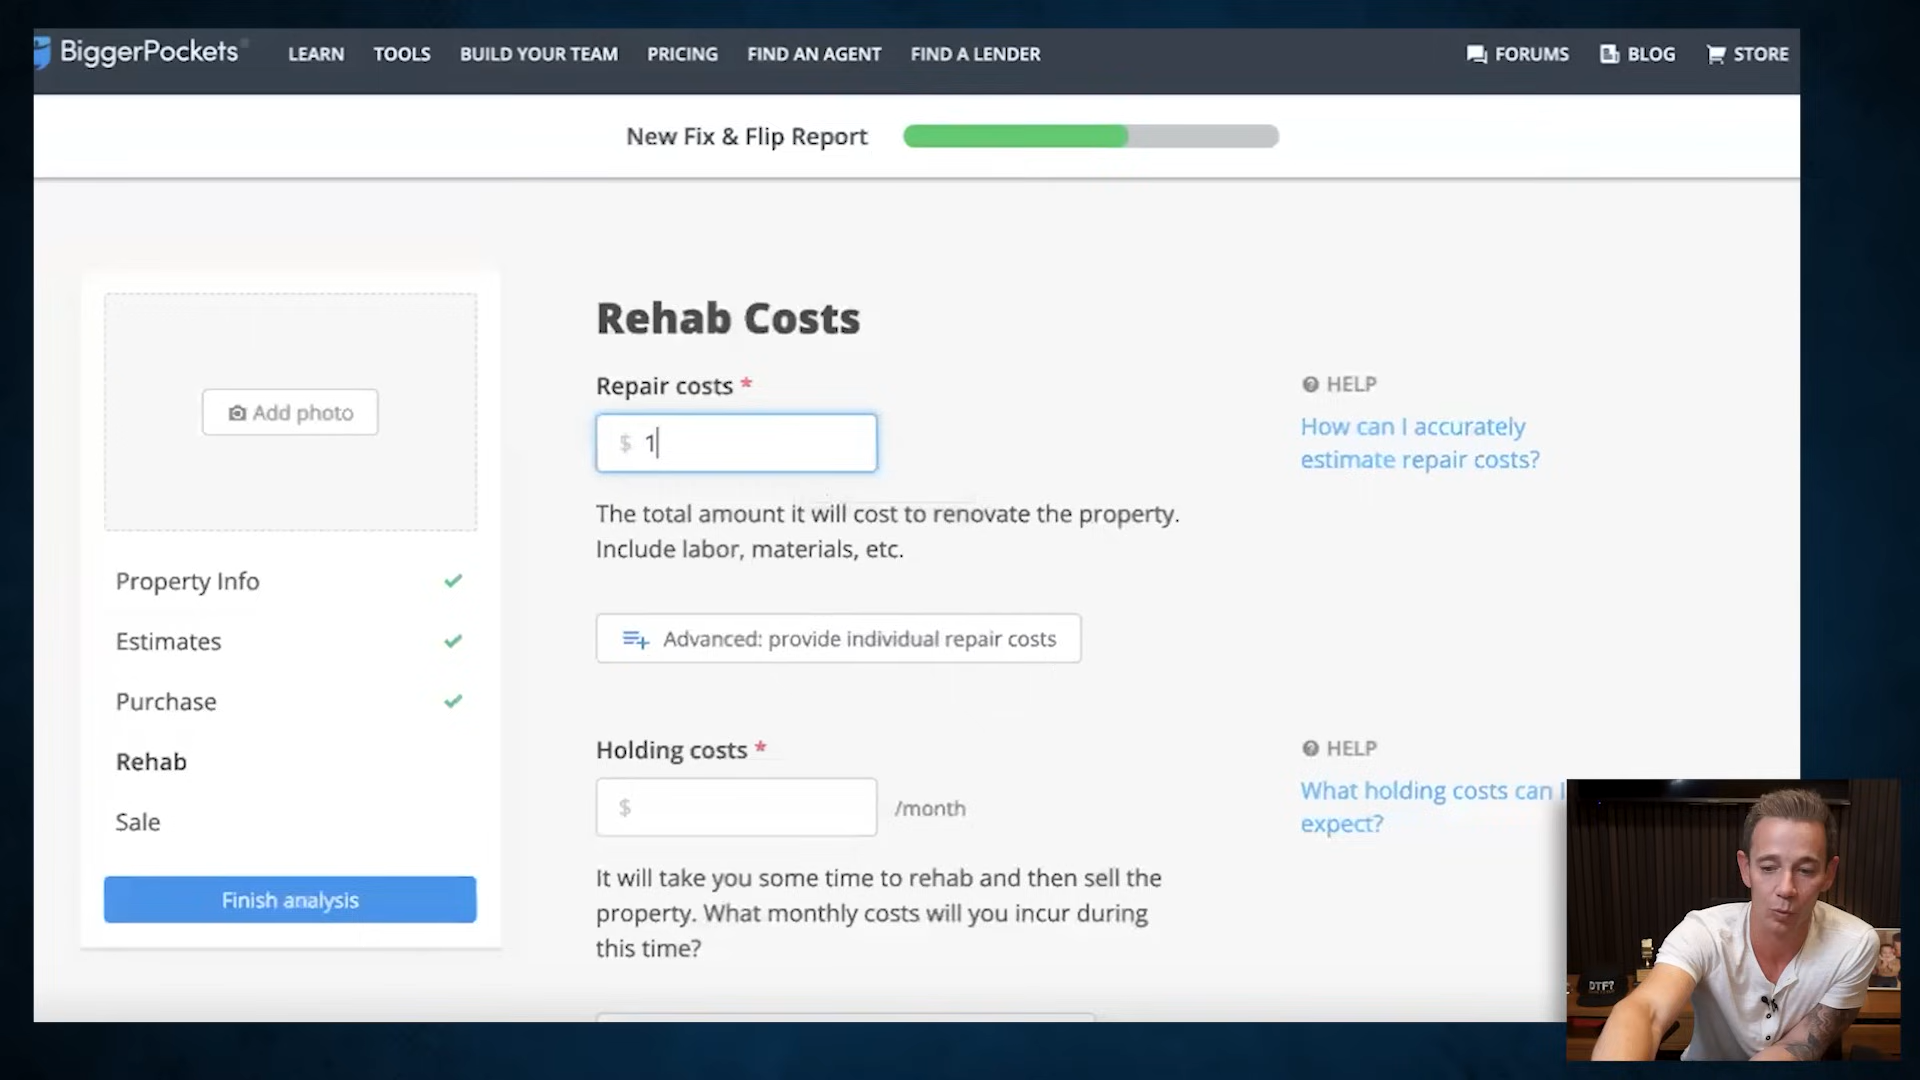 BiggerPockets
LEARN
TOOLS
BUILD YOUR TEAM
PRICING
FIND AN AGENT
FIND A LENDER
FORUMS
BLOG
STORE
New Fix & Flip Report
Add photo
Property Info
Estimates
Purchase
Rehab
Sale
Finish analysis
Rehab Costs
Repair costs *
$ 1
The total amount it will cost to renovate the property.
Include labor, materials, etc.
Advanced: provide individual repair costs
Holding costs *
$
/month
It will take you some time to rehab and then sell the
property. What monthly costs will you incur during
this time?
HELP
How can I accurately
estimate repair costs?
HELP
What holding costs can I
expect?
DTF?